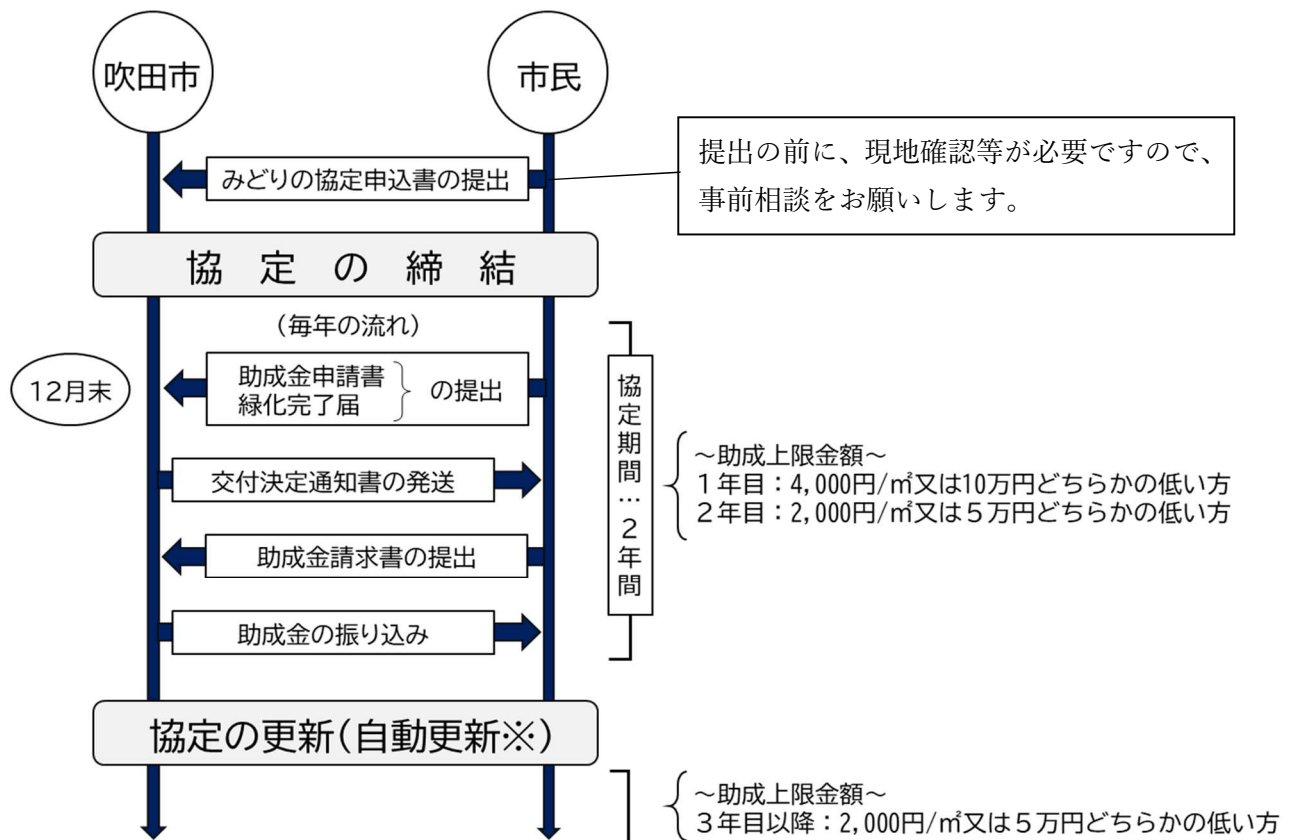 吹田市
市民
みどりの協定申込書の提出
提出の前に、現地確認等が必要ですので、
事前相談をお願いします。
協定の締結
(毎年の流れ)
12月末
助成金申請書
緑化完了届
の提出
交付決定通知書の発送
助成金請求書の提出
助成金の振り込み
協定期間…2年間
～助成上限金額～
1年目：4,000円/㎡又は10万円どちらかの低い方
2年目：2,000円/㎡又は5万円どちらかの低い方
協定の更新(自動更新※)
～助成上限金額～
3年目以降：2,000円/㎡又は5万円どちらかの低い方